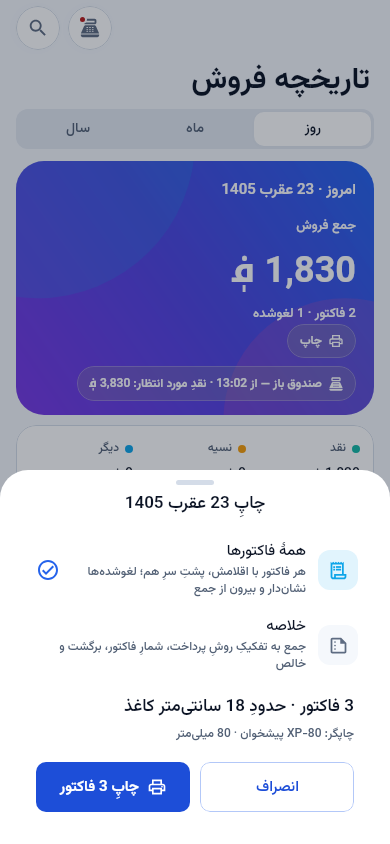 تاریخچه فروش
روز
ماه
سال
امروز · 23 عقرب 1405
جمع فروش
1,830 ؋
2 فاکتور · 1 لغوشده
چاپ
صندوق باز — از 13:02 · نقدِ مورد انتظار: 3,830 ؋
نقد
نسیه
دیگر
چاپِ 23 عقرب 1405
همهٔ فاکتورها
هر فاکتور با اقلامش، پشتِ سرِ هم؛ لغوشده‌ها
نشان‌دار و بیرون از جمع
خلاصه
جمع به تفکیکِ روشِ پرداخت، شمارِ فاکتور، برگشت و
خالص
3 فاکتور · حدودِ 18 سانتی‌متر کاغذ
چاپگر: XP-80 پیشخوان · 80 میلی‌متر
انصراف
چاپِ 3 فاکتور